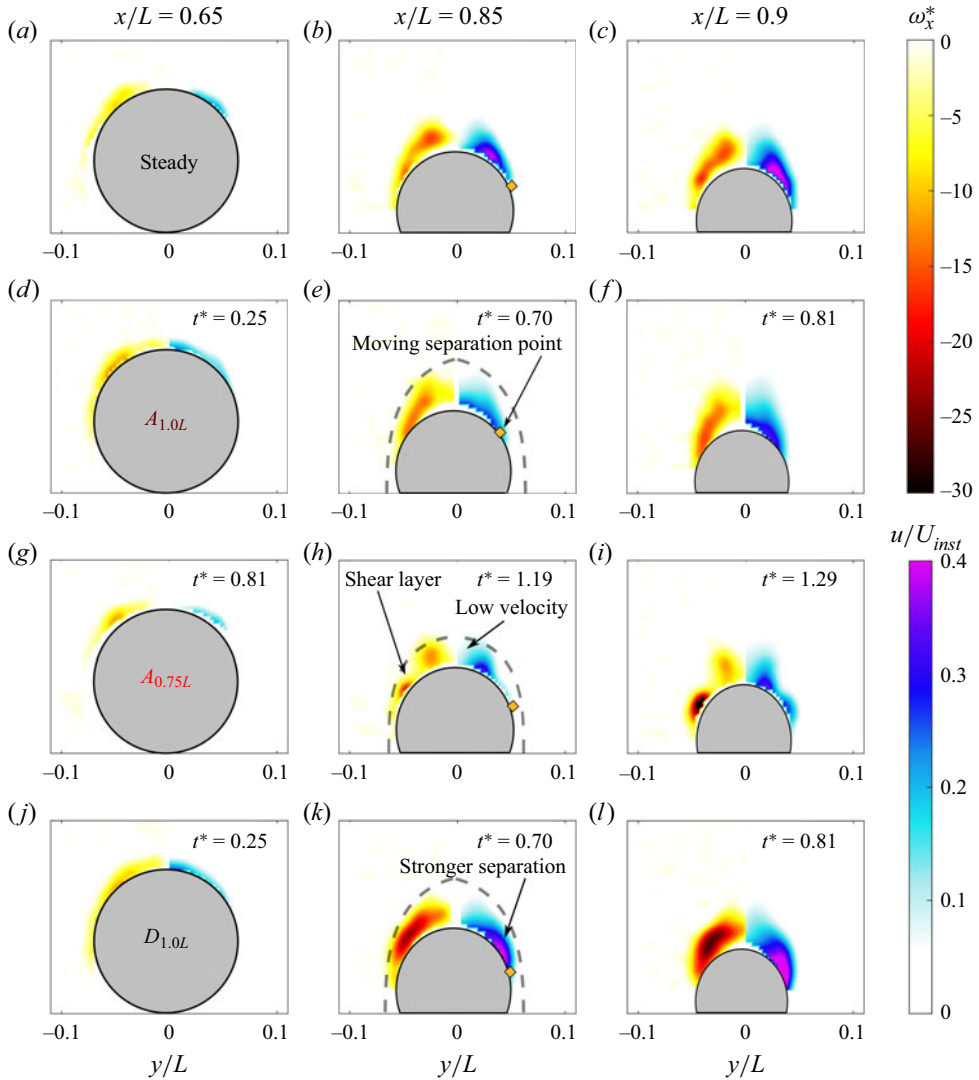 x/L = 0.65 x/L = 0.85 x/L = 0.9 ω*x
(a) (b) (c)
Steady
–0.1 0 0.1 –0.1 0 0.1 –0.1 0 0.1
0
–5
–10
–15
–20
–25
–30
(d) (e) (f)
t* = 0.25 t* = 0.70 t* = 0.81
Moving separation point
A1.0L
–0.1 0 0.1 –0.1 0 0.1 –0.1 0 0.1
(g) (h) (i)
t* = 0.81 t* = 1.19 t* = 1.29
Shear layer
Low velocity
A0.75L
–0.1 0 0.1 –0.1 0 0.1 –0.1 0 0.1
u/Uinst
0.4
0.3
0.2
0.1
0
(j) (k) (l)
t* = 0.25 t* = 0.70 t* = 0.81
Stronger separation
D1.0L
–0.1 0 0.1 –0.1 0 0.1 –0.1 0 0.1
y/L y/L y/L